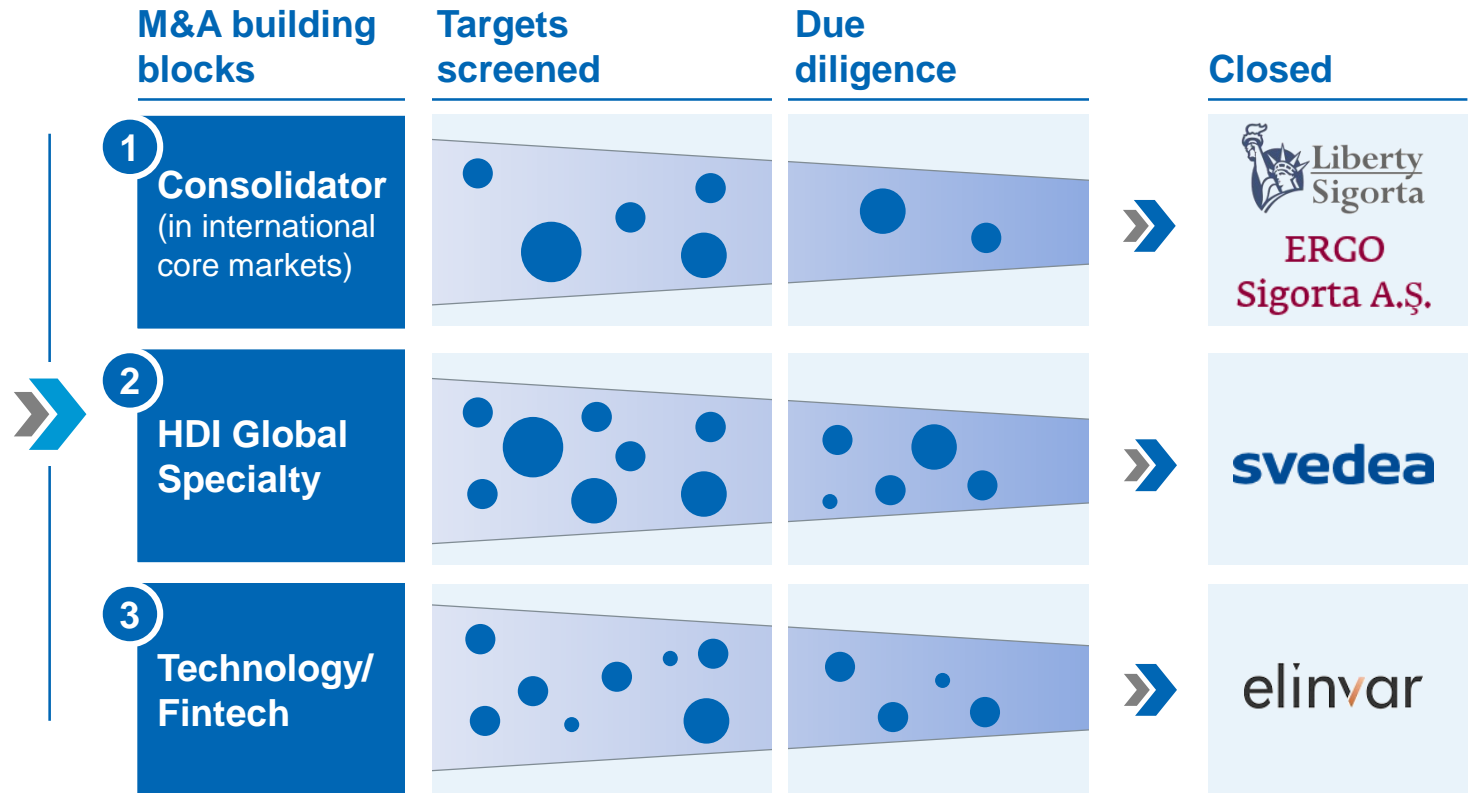 M&A building
blocks
Targets
screened
Due
diligence
Closed
1
Consolidator
(in international
core markets)
Liberty
Sigorta
ERGO
Sigorta A.Ş.
2
HDI Global
Specialty
svedea
3
Technology/
Fintech
elinvar